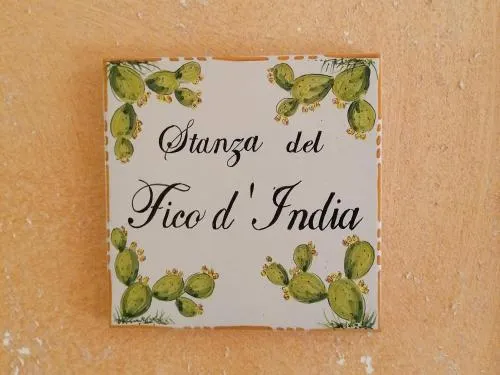 Stanza del
Fico d'India